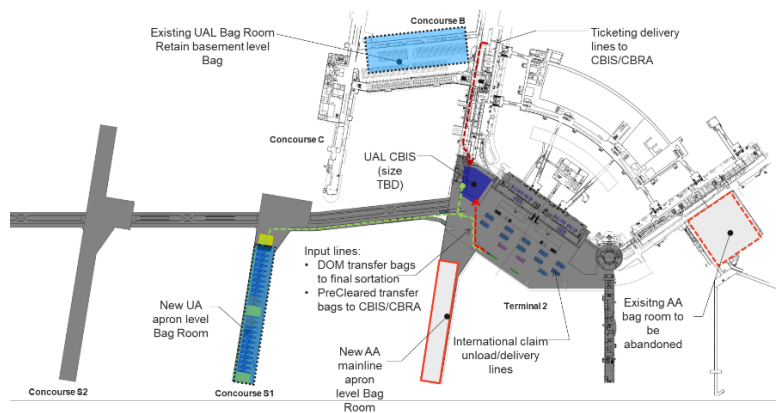 Concourse B
Existing UAL Bag Room
Retain basement level
Bag
Ticketing delivery
lines to
CBIS/CBRA
Concourse C
UAL CBIS
(size
TBD)
Input lines:
• DOM transfer bags
to final sortation
• PreCleared transfer
bags to CBIS/CBRA
New UA
apron level
Bag Room
Terminal 2
Exisitng AA
bag room to
be
abandoned
International claim
unload/delivery
lines
New AA
mainline
apron
level Bag
Room
Concourse S2
Concourse S1